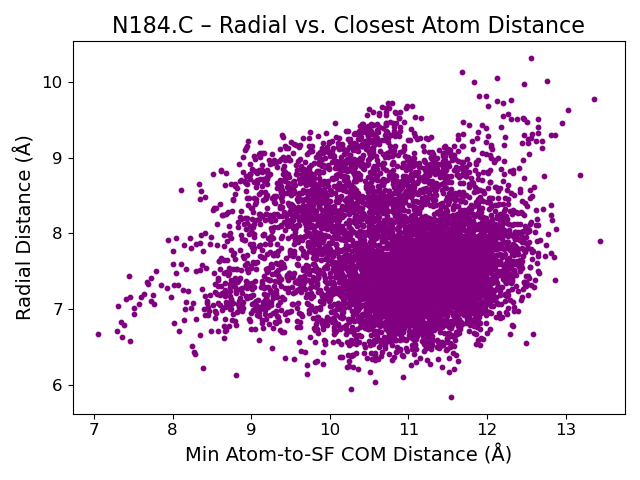 N184.C – Radial vs. Closest Atom Distance
Radial Distance (Å)
10
9
8
7
6
7 8 9 10 11 12 13
Min Atom-to-SF COM Distance (Å)